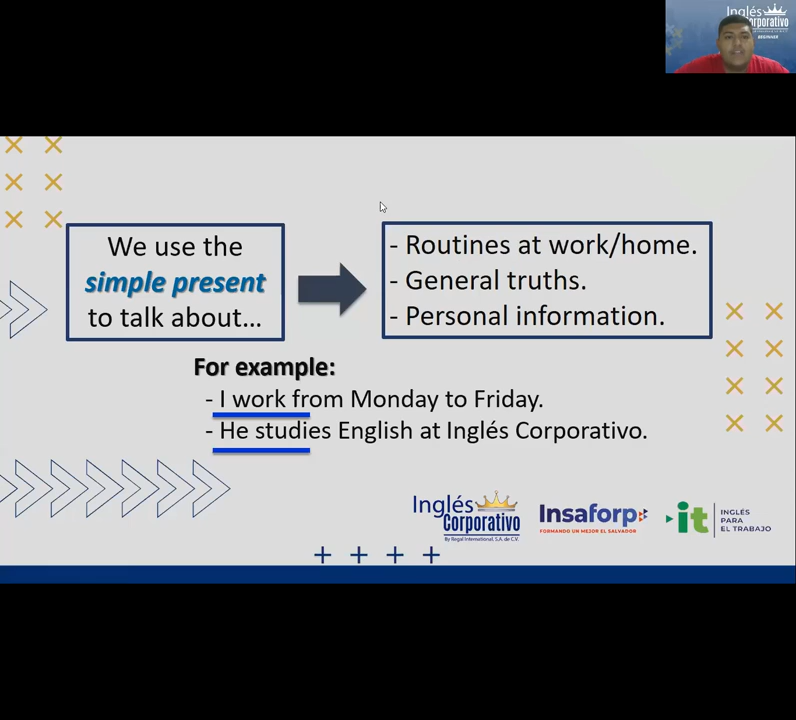 Inglés
Corporativo
BEGINNER
We use the
simple present
to talk about...
- Routines at work/home.
- General truths.
- Personal information.
For example:
- I work from Monday to Friday.
- He studies English at Inglés Corporativo.
Inglés
Corporativo
By Regal International, S.A. de C.V.
Insaforp
FORMANDO UN MEJOR EL SALVADOR
it
INGLÉS
PARA
EL TRABAJO